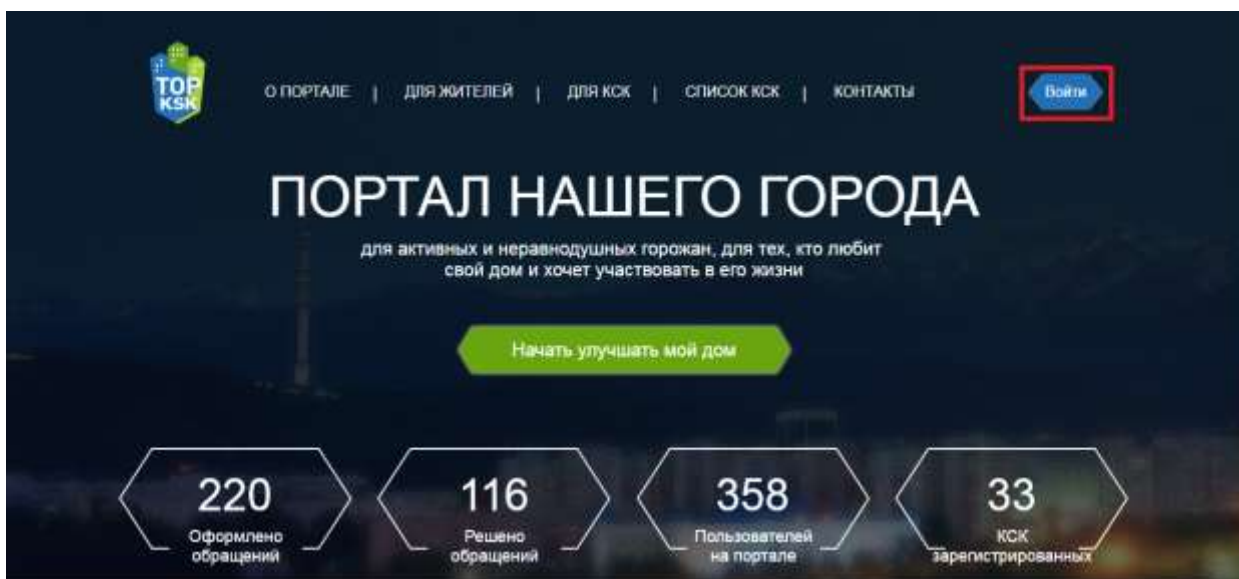 TOP
KSK
О ПОРТАЛЕ | ДЛЯ ЖИТЕЛЕЙ | ДЛЯ КСК | СПИСОК КСК | КОНТАКТЫ
Войти
ПОРТАЛ НАШЕГО ГОРОДА
для активных и неравнодушных горожан, для тех, кто любит
свой дом и хочет участвовать в его жизни
Начать улучшать мой дом
220
Оформлено
обращений
116
Решено
обращений
358
Пользователей
на портале
33
КСК
зарегистрированных